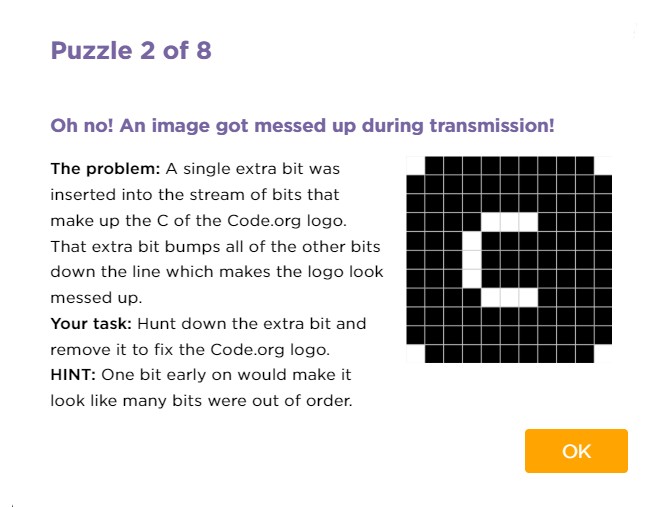 Puzzle 2 of 8
Oh no! An image got messed up during transmission!
The problem: A single extra bit was
inserted into the stream of bits that
make up the C of the Code.org logo.
That extra bit bumps all of the other bits
down the line which makes the logo look
messed up.
Your task: Hunt down the extra bit and
remove it to fix the Code.org logo.
HINT: One bit early on would make it
look like many bits were out of order.
OK